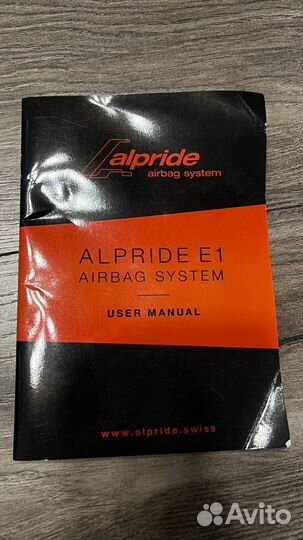 alpride
airbag system
ALPRIDE E1
AIRBAG SYSTEM
USER MANUAL
www.alpride.swiss
Avito